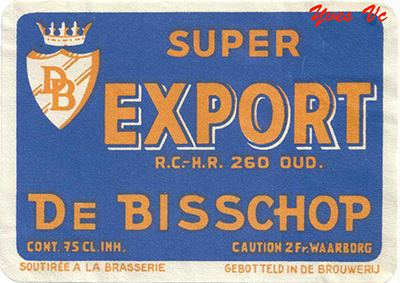 Yves Vc
SUPER
DB
EXPORT
R.C.-H.R. 260 OUD.
DE BISSCHOP
CONT. 75 CL. INH. CAUTION 2 Fr. WAARBORG
SOUTIRÉE A LA BRASSERIE GEBOTTELD IN DE BROUWERIJ